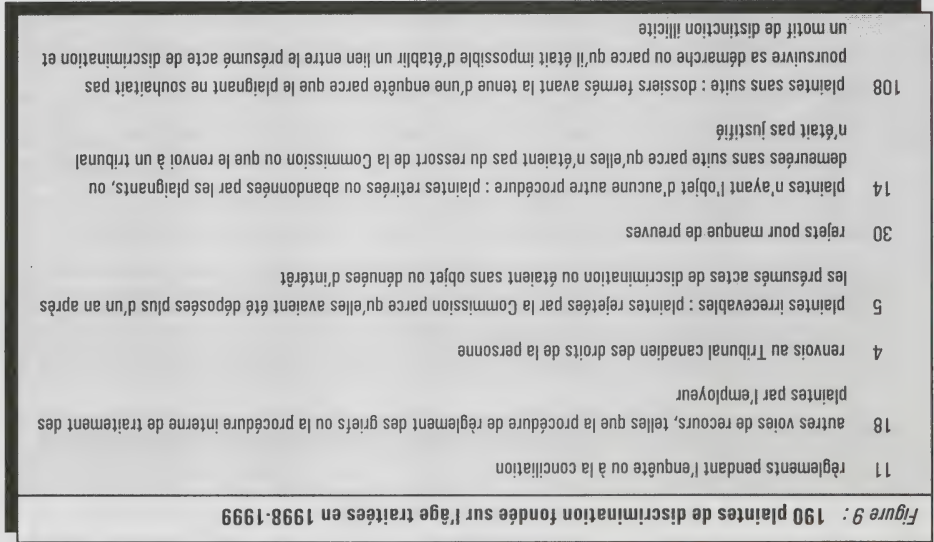 Figure 9 : 190 plaintes de discrimination fondée sur l'âge traitées en 1998-1999
11 règlements pendant l'enquête ou à la conciliation
18 autres voies de recours, telles que la procédure de règlement des griefs ou la procédure interne de traitement des
plaintes par l'employeur
4 renvois au Tribunal canadien des droits de la personne
5 plaintes irrecevables : plaintes rejetées par la Commission parce qu'elles avaient été déposées plus d'un an après
les présumés actes de discrimination ou étaient sans objet ou dénuées d'intérêt
30 rejets pour manque de preuves
14 plaintes n'ayant l'objet d'aucune autre procédure : plaintes retirées ou abandonnées par les plaignants, ou
demeurées sans suite parce qu'elles n'étaient pas du ressort de la Commission ou que le renvoi à un tribunal
n'était pas justifié
108 plaintes sans suite : dossiers fermés avant la tenue d'une enquête parce que le plaignant ne souhaitait pas
poursuivre sa démarche ou parce qu'il était impossible d'établir un lien entre le présumé acte de discrimination et
un motif de distinction illicite